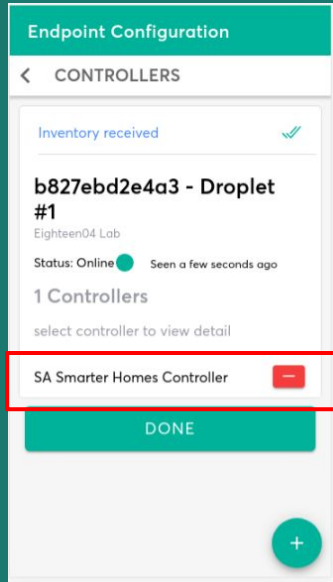 Endpoint Configuration
CONTROLLERS
Inventory received
b827ebd2e4a3 - Droplet
#1
Eighteen04 Lab
Status: Online Seen a few seconds ago
1 Controllers
select controller to view detail
SA Smarter Homes Controller
DONE